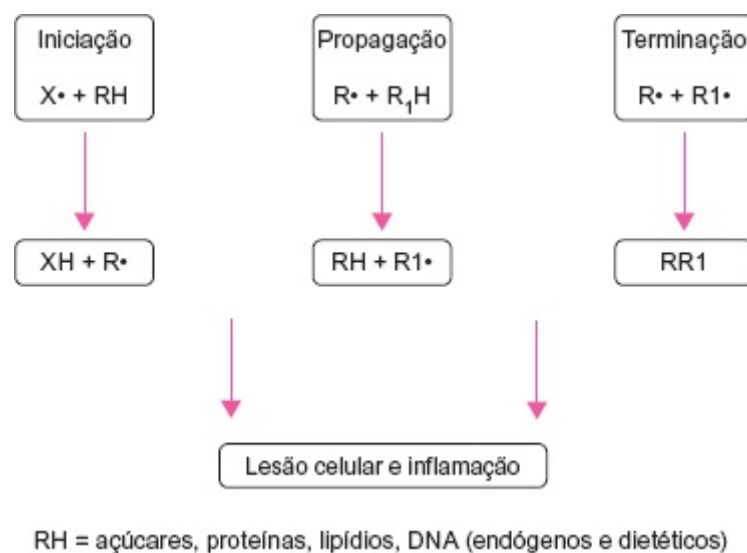 Iniciação
X• + RH
Propagação
R• + R₁H
Terminação
R• + R1•
XH + R•
RH + R1•
RR1
Lesão celular e inflamação
RH = açúcares, proteínas, lipídios, DNA (endógenos e dietéticos)